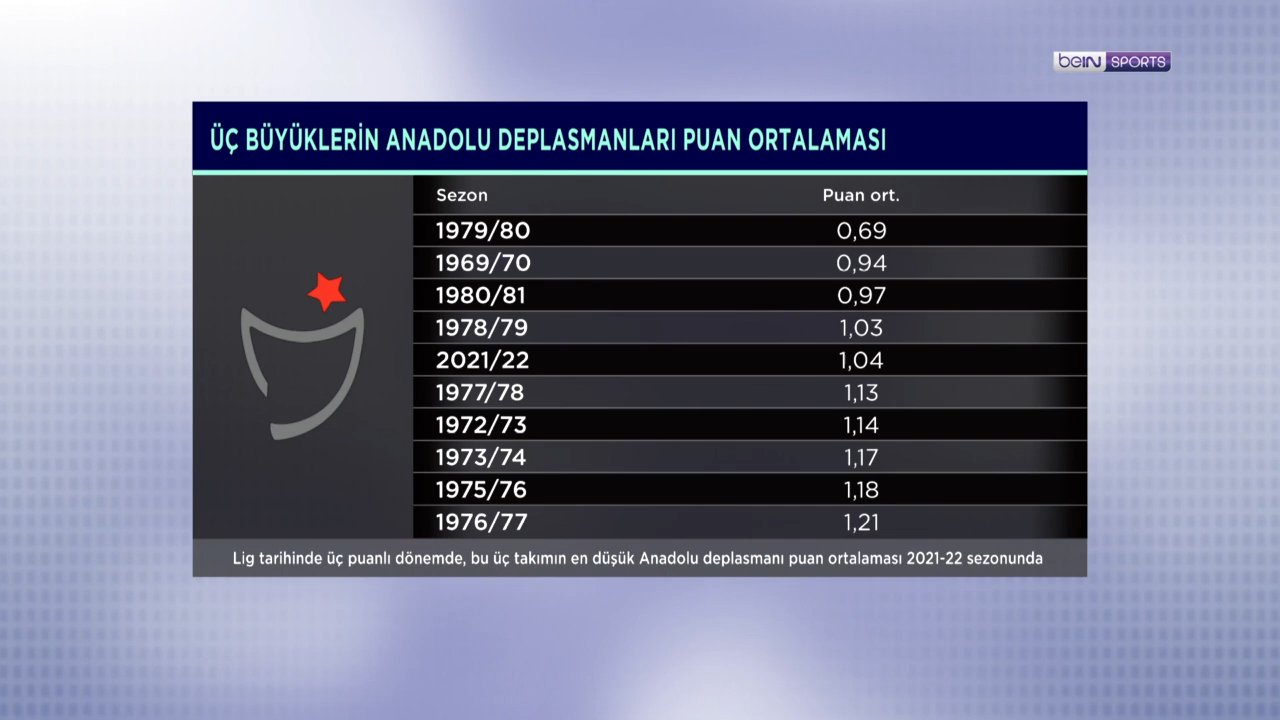 beIN SPORTS
ÜÇ BÜYÜKLERİN ANADOLU DEPLASMANLARI PUAN ORTALAMASI
Sezon Puan ort.
1979/80 0,69
1969/70 0,94
1980/81 0,97
1978/79 1,03
2021/22 1,04
1977/78 1,13
1972/73 1,14
1973/74 1,17
1975/76 1,18
1976/77 1,21
Lig tarihinde üç puanlı dönemde, bu üç takımın en düşük Anadolu deplasmanı puan ortalaması 2021-22 sezonunda